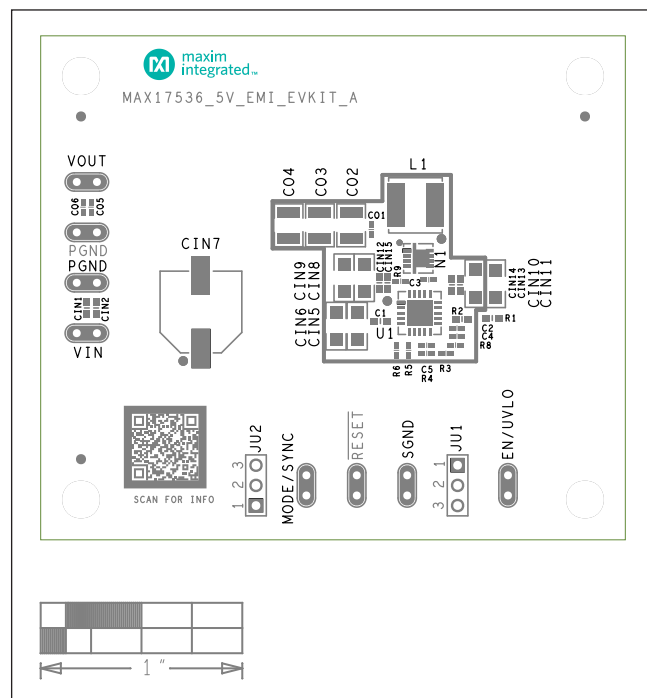 maxim
integrated™
MAX17536_5V_EMI_EVKIT_A
VOUT
CO6
CO5
PGND
PGND
CIN1
CIN2
VIN
CIN7
CO4
CO3
CO2
CO1
L1
CIN9
CIN8
CIN12
CIN15
R9
C3
N1
CIN14
CIN13
CIN10
CIN11
CIN6
CIN5
C1
U1
R2
R1
C2
C4
R8
R6
R5
C5
R4
R3
SCAN FOR INFO
JU2
1 2 3
MODE/SYNC
RESET
SGND
JU1
3 2 1
EN/UVLO
1 "